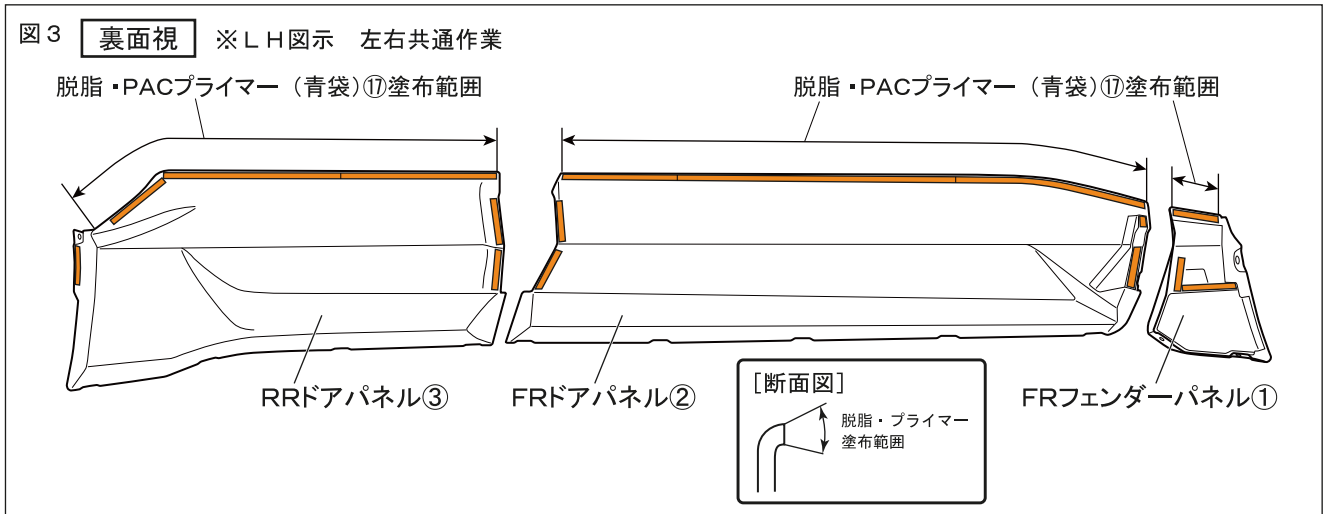 図3 裏面視 ※LH図示 左右共通作業
脱脂・PACプライマー（青袋）⑰塗布範囲
脱脂・PACプライマー（青袋）⑰塗布範囲
RRドアパネル③
FRドアパネル②
FRフェンダーパネル①
［断面図］
脱脂・プライマー
塗布範囲